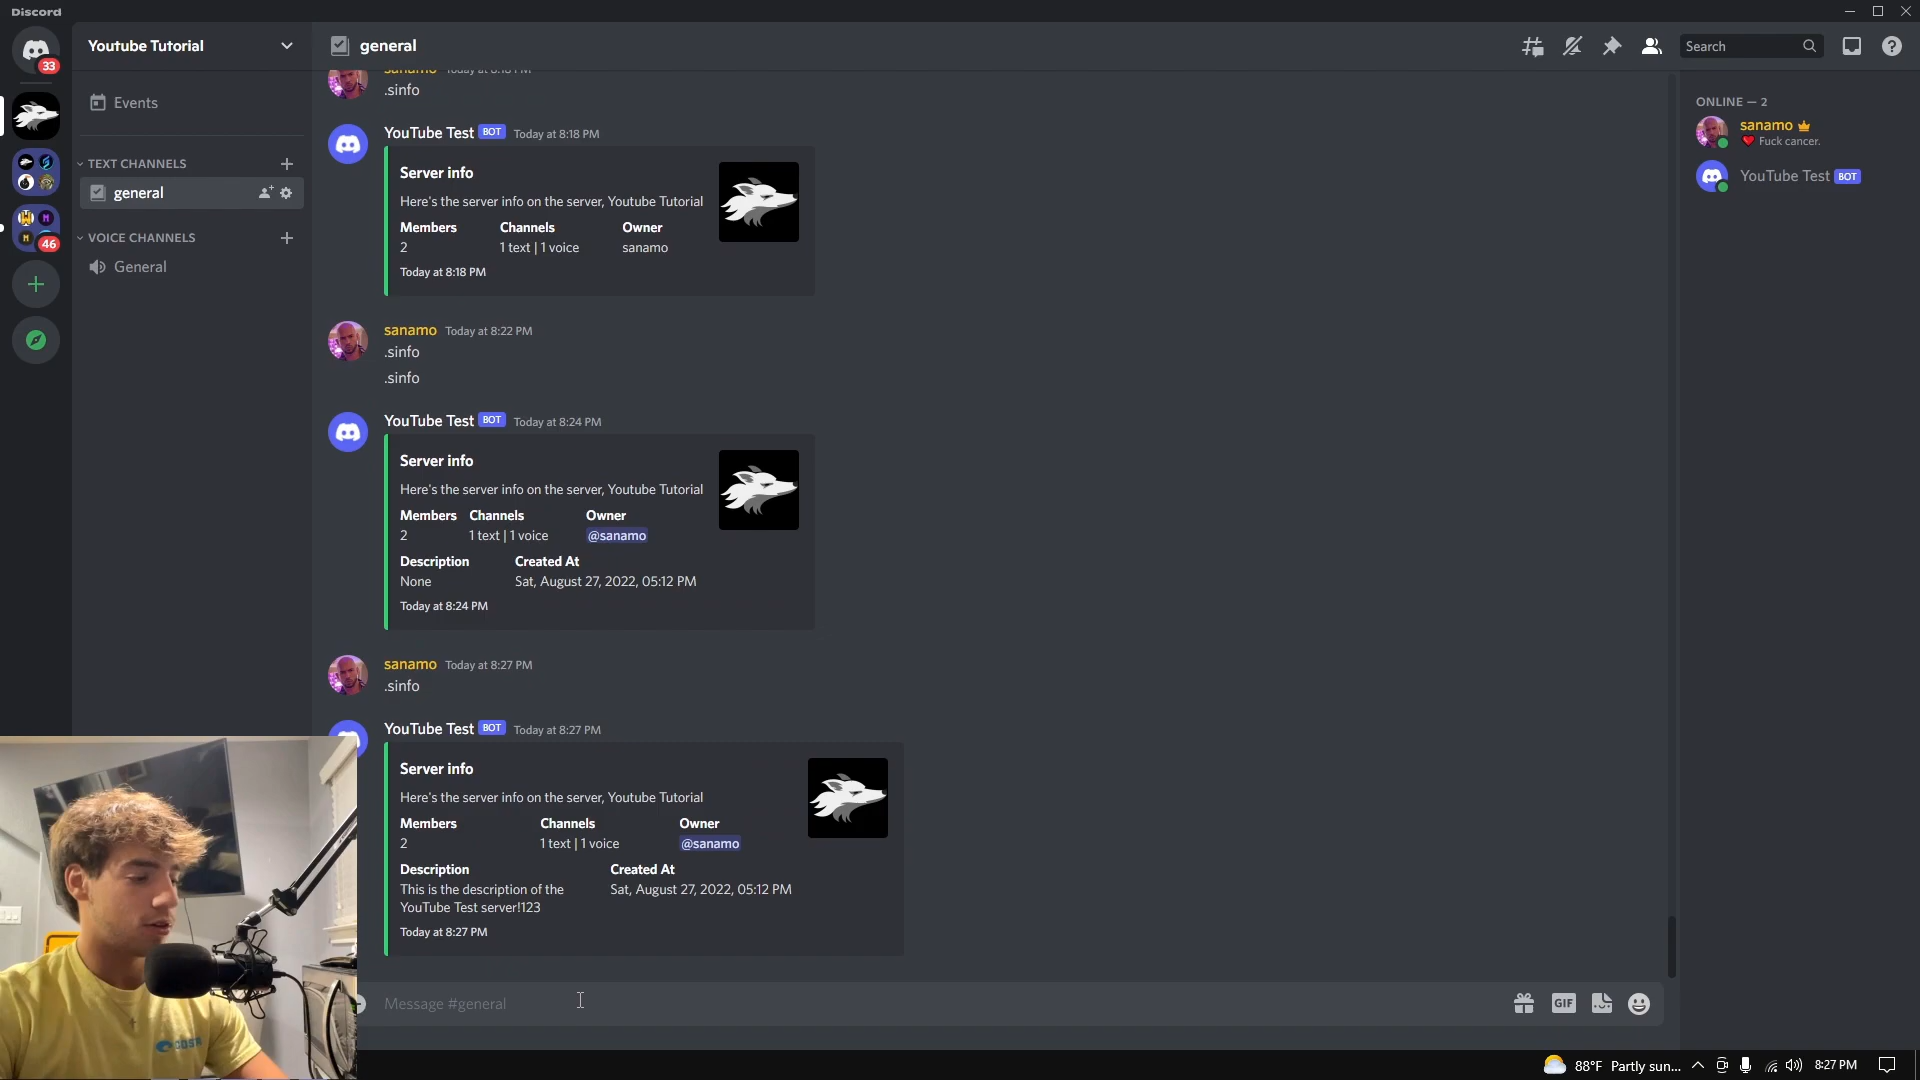 Discord
33
Youtube Tutorial
general
Search
Events
TEXT CHANNELS
general
VOICE CHANNELS
General
46
sanamo Today at 8:18 PM
.sinfo
YouTube Test BOT Today at 8:18 PM
Server info
Here's the server info on the server, Youtube Tutorial
Members Channels Owner
2 1 text | 1 voice sanamo
Today at 8:18 PM
sanamo Today at 8:22 PM
.sinfo
.sinfo
YouTube Test BOT Today at 8:24 PM
Server info
Here's the server info on the server, Youtube Tutorial
Members Channels Owner
2 1 text | 1 voice @sanamo
Description Created At
None Sat, August 27, 2022, 05:12 PM
Today at 8:24 PM
sanamo Today at 8:27 PM
.sinfo
YouTube Test BOT Today at 8:27 PM
Server info
Here's the server info on the server, Youtube Tutorial
Members Channels Owner
2 1 text | 1 voice @sanamo
Description Created At
This is the description of the Sat, August 27, 2022, 05:12 PM
YouTube Test server!123
Today at 8:27 PM
Message #general
GIF
ONLINE — 2
sanamo
Fuck cancer.
YouTube Test BOT
88°F Partly sun... 8:27 PM